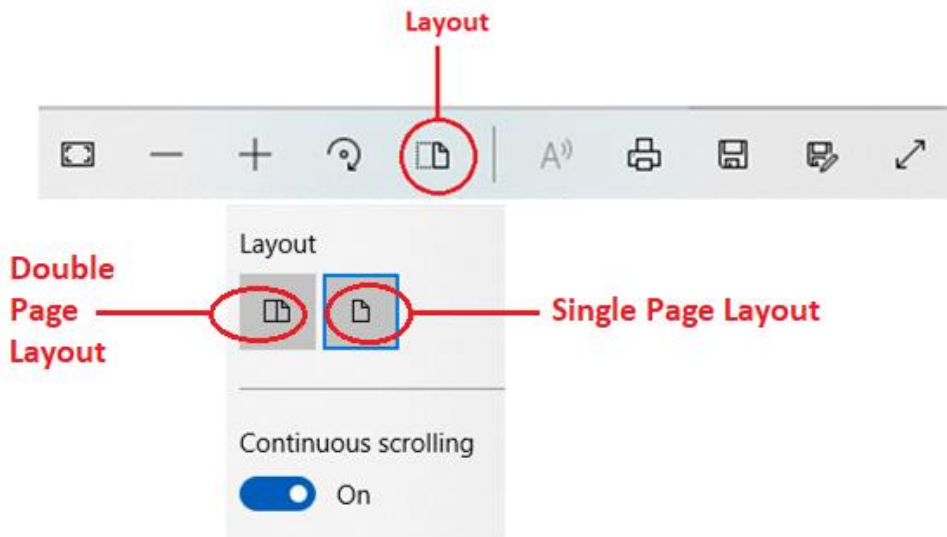 Layout
A
Layout
Double
Page
Layout
Single Page Layout
Continuous scrolling
On